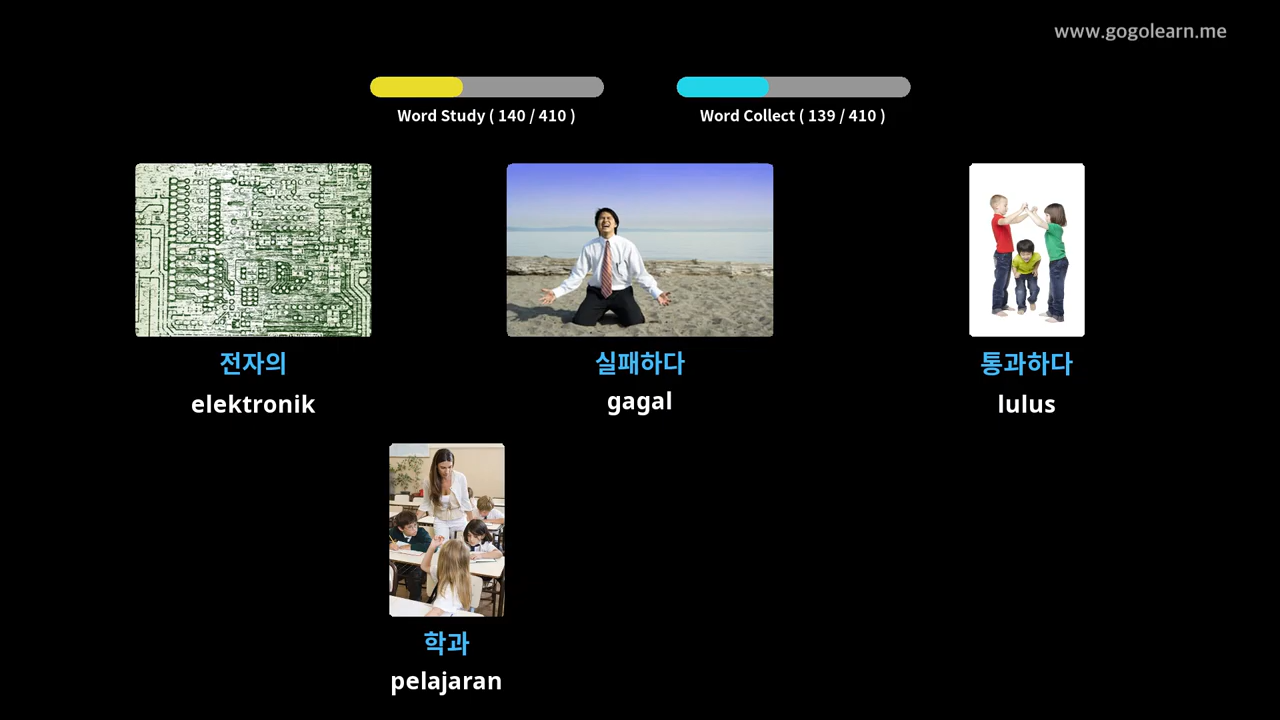 www.gogolearn.me
Word Study ( 140 / 410 )
Word Collect ( 139 / 410 )
전자의
실패하다
통과하다
elektronik
gagal
lulus
학과
pelajaran